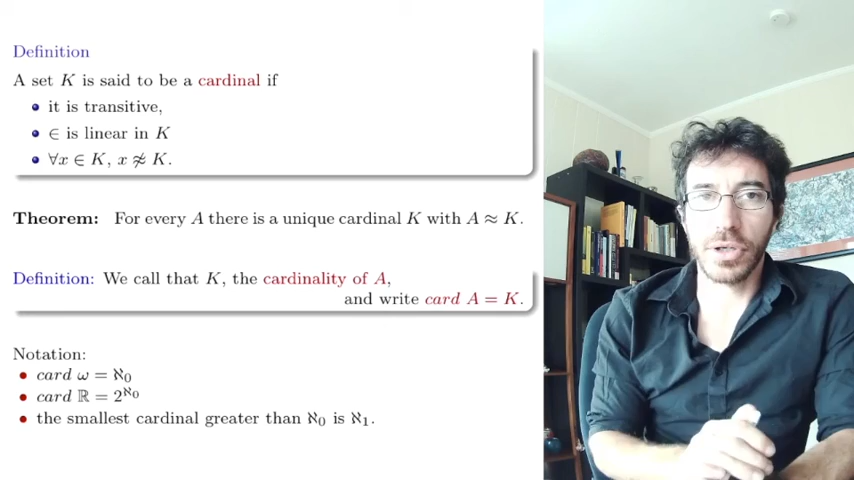 Definition
A set K is said to be a cardinal if
• it is transitive,
• ∈ is linear in K
• ∀x ∈ K, x ≉ K.
Theorem: For every A there is a unique cardinal K with A ≈ K.
Definition: We call that K, the cardinality of A,
and write card A = K.
Notation:
• card ω = ℵ₀
• card ℝ = 2^ℵ₀
• the smallest cardinal greater than ℵ₀ is ℵ₁.